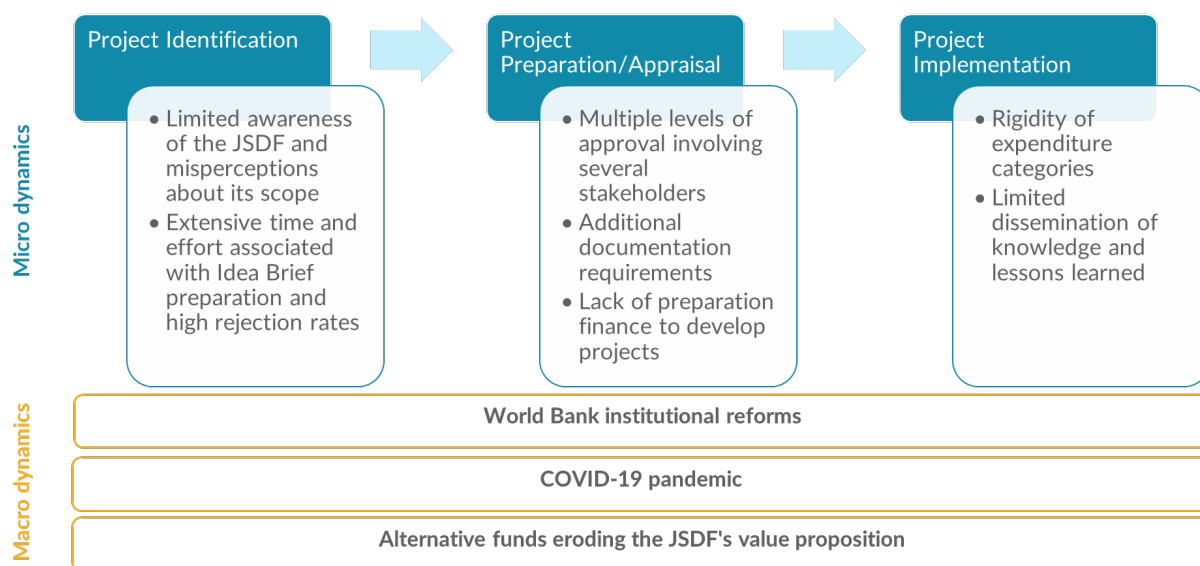 Project Identification
Project
Preparation/Appraisal
Project
Implementation
Micro dynamics
• Limited awareness
of the JSDF and
misperceptions
about its scope
• Extensive time and
effort associated
with Idea Brief
preparation and
high rejection rates
• Multiple levels of
approval involving
several
stakeholders
• Additional
documentation
requirements
• Lack of preparation
finance to develop
projects
• Rigidity of
expenditure
categories
• Limited
dissemination of
knowledge and
lessons learned
Macro dynamics
World Bank institutional reforms
COVID-19 pandemic
Alternative funds eroding the JSDF's value proposition